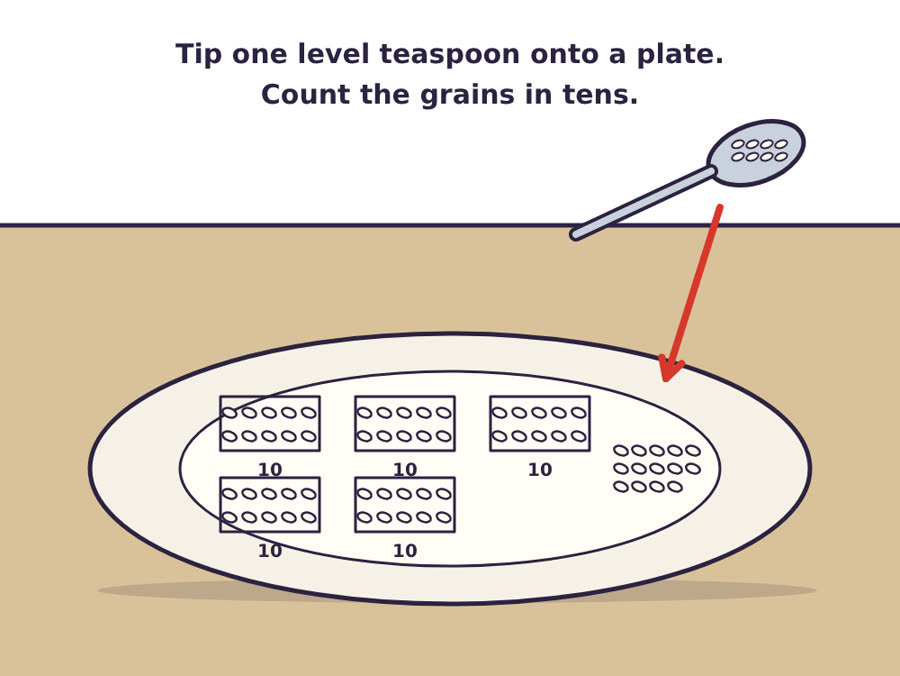 Tip one level teaspoon onto a plate.
Count the grains in tens.
10 10 10
10 10